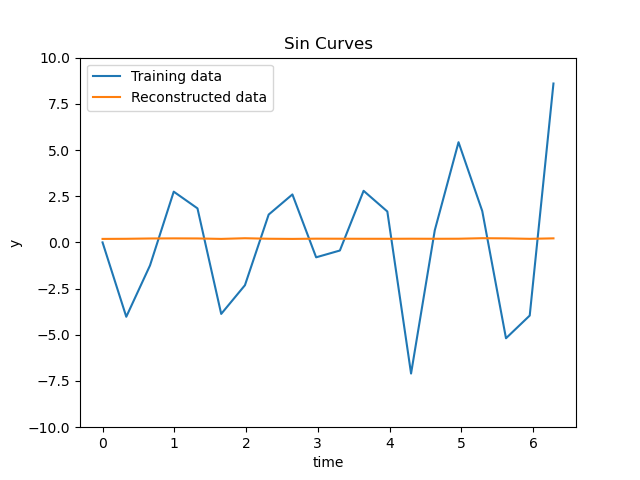 Sin Curves
Training data
Reconstructed data
10.0
7.5
5.0
2.5
0.0
−2.5
−5.0
−7.5
−10.0
y
0 1 2 3 4 5 6
time